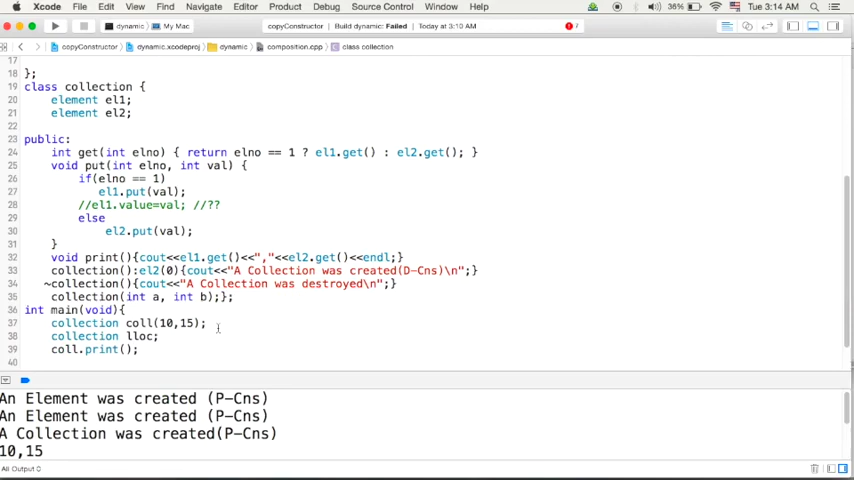 Xcode File Edit View Find Navigate Editor Product Debug Source Control Window 36% Tue 3:14 AM
dynamic My Mac copyConstructor Build dynamic: Failed Today at 3:10 AM 7
copyConstructor dynamic.xcodeproj dynamic composition.cpp class collection
17
18 };
19 class collection {
20 element el1;
21 element el2;
22
23 public:
24 int get(int elno) { return elno == 1 ? el1.get() : el2.get(); }
25 void put(int elno, int val) {
26 if(elno == 1)
27 el1.put(val);
28 //el1.value=val; //??
29 else
30 el2.put(val);
31 }
32 void print(){cout<<el1.get()<<","<<el2.get()<<endl;}
33 collection():el2(0){cout<<"A Collection was created(D-Cns)\n";}
34 ~collection(){cout<<"A Collection was destroyed\n";}
35 collection(int a, int b);};
36 int main(void){
37 collection coll(10,15);
38 collection lloc;
39 coll.print();
40
An Element was created (P-Cns)
An Element was created (P-Cns)
A Collection was created(P-Cns)
10,15
All Output